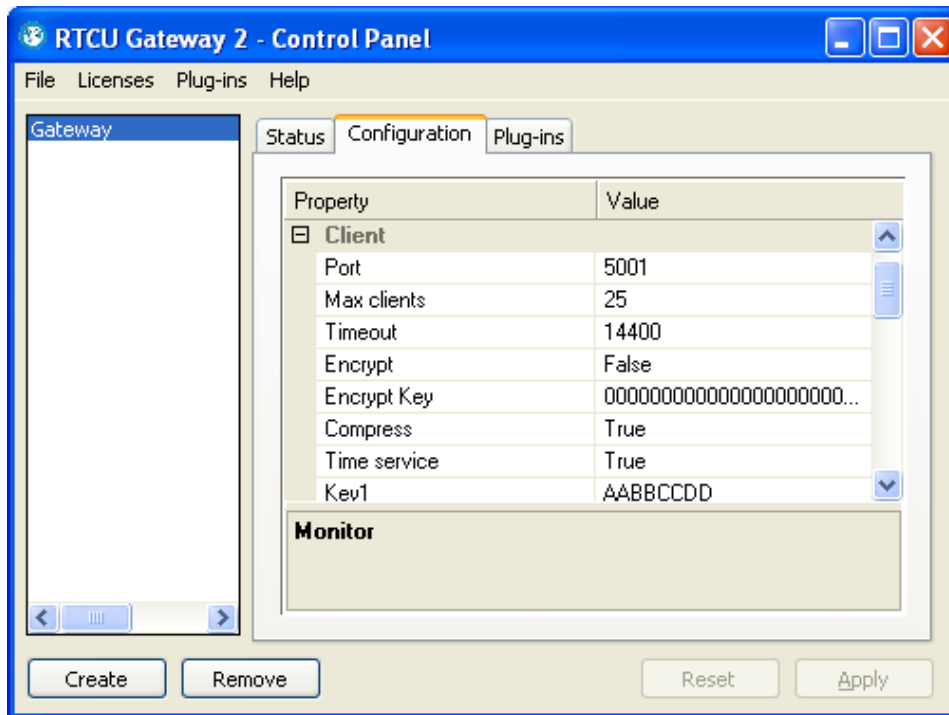 RTCU Gateway 2 - Control Panel
File Licenses Plug-ins Help
Gateway
Status Configuration Plug-ins
Property Value
Client
Port 5001
Max clients 25
Timeout 14400
Encrypt False
Encrypt Key 000000000000000000000...
Compress True
Time service True
Key1 AABBCCDD
Monitor
Create Remove Reset Apply